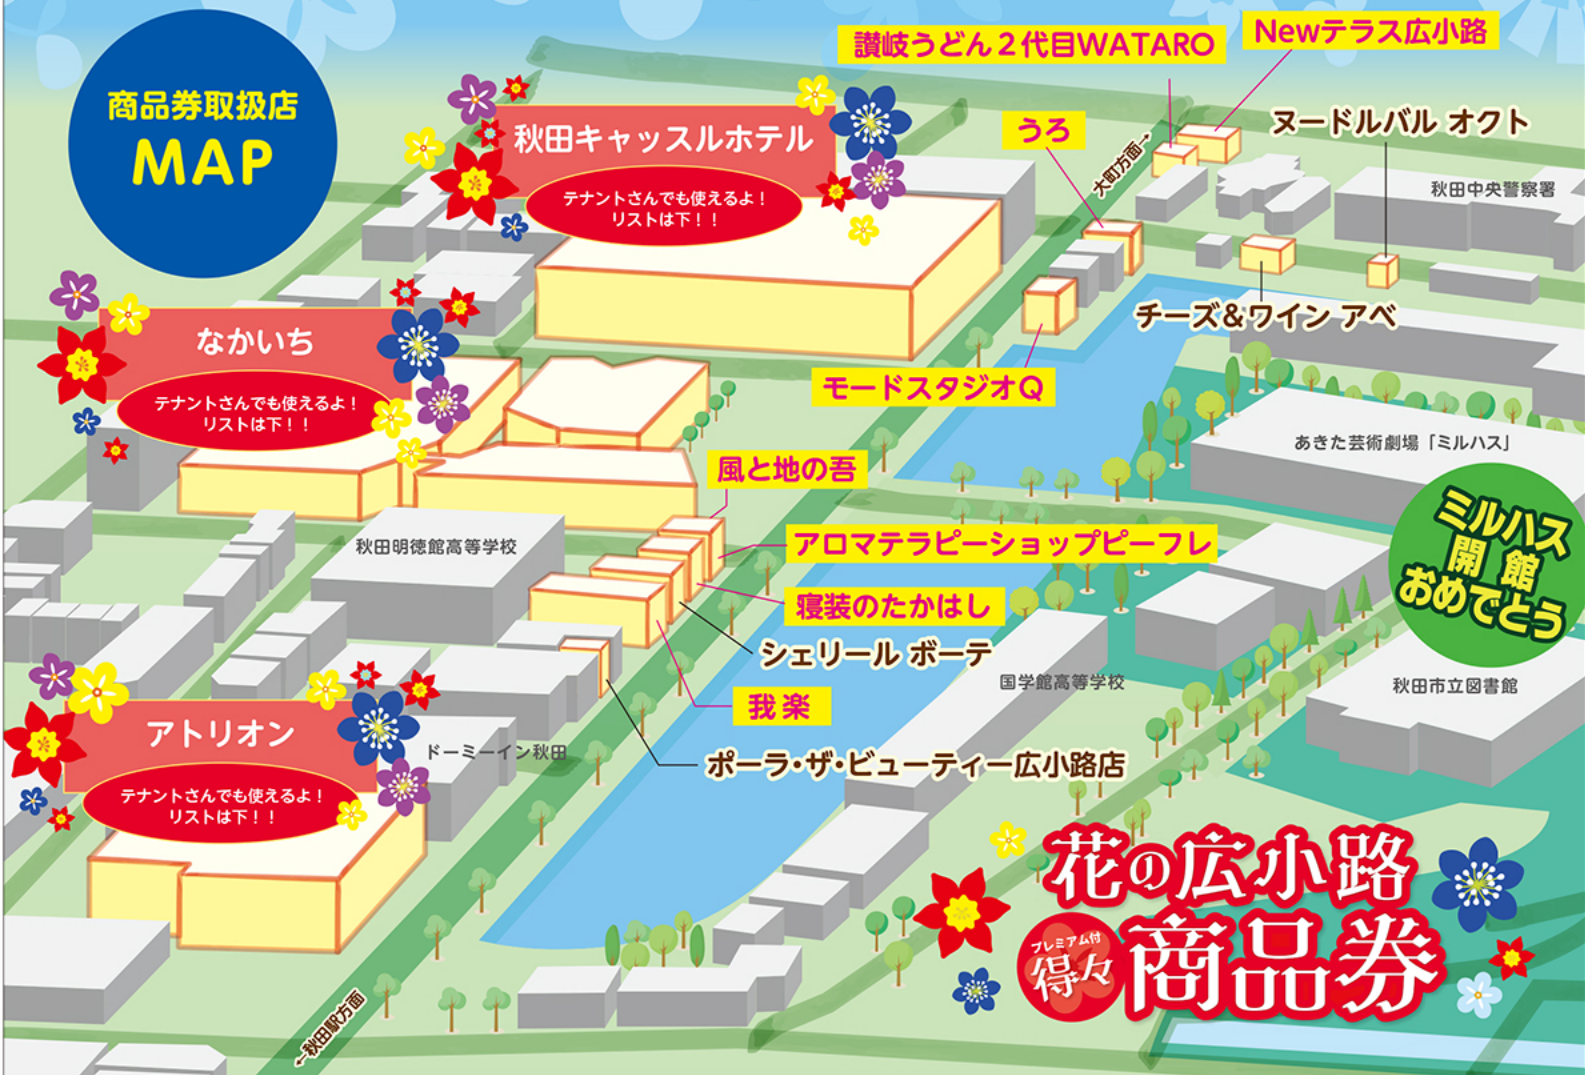 商品券取扱店
MAP
讃岐うどん2代目WATARO
Newテラス広小路
秋田キャッスルホテル
テナントさんでも使えるよ！
リストは下！！
うろ
大町方面→
ヌードルバル オクト
秋田中央警察署
チーズ&ワイン アベ
なかいち
テナントさんでも使えるよ！
リストは下！！
モードスタジオQ
あきた芸術劇場「ミルハス」
風と地の吾
ミルハス
開館
おめでとう
秋田明徳館高等学校
アロマテラピーショップピーフレ
寝装のたかはし
シェリール ボーテ
国学館高等学校
秋田市立図書館
我楽
アトリオン
テナントさんでも使えるよ！
リストは下！！
ドーミーイン秋田
ポーラ・ザ・ビューティー広小路店
花の広小路
プレミアム付
得々
商品券
←秋田駅方面